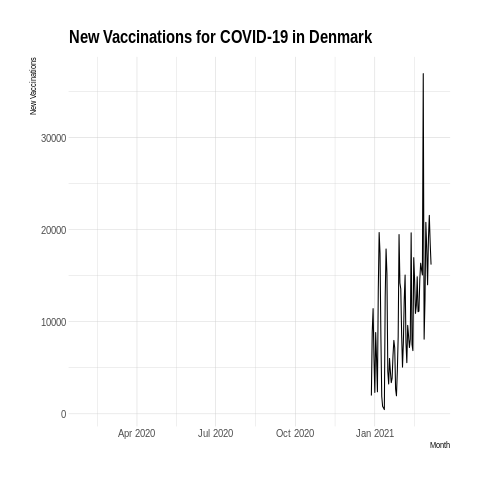 New Vaccinations for COVID-19 in Denmark
New Vaccinations
30000
20000
10000
0
Apr 2020
Jul 2020
Oct 2020
Jan 2021
Month